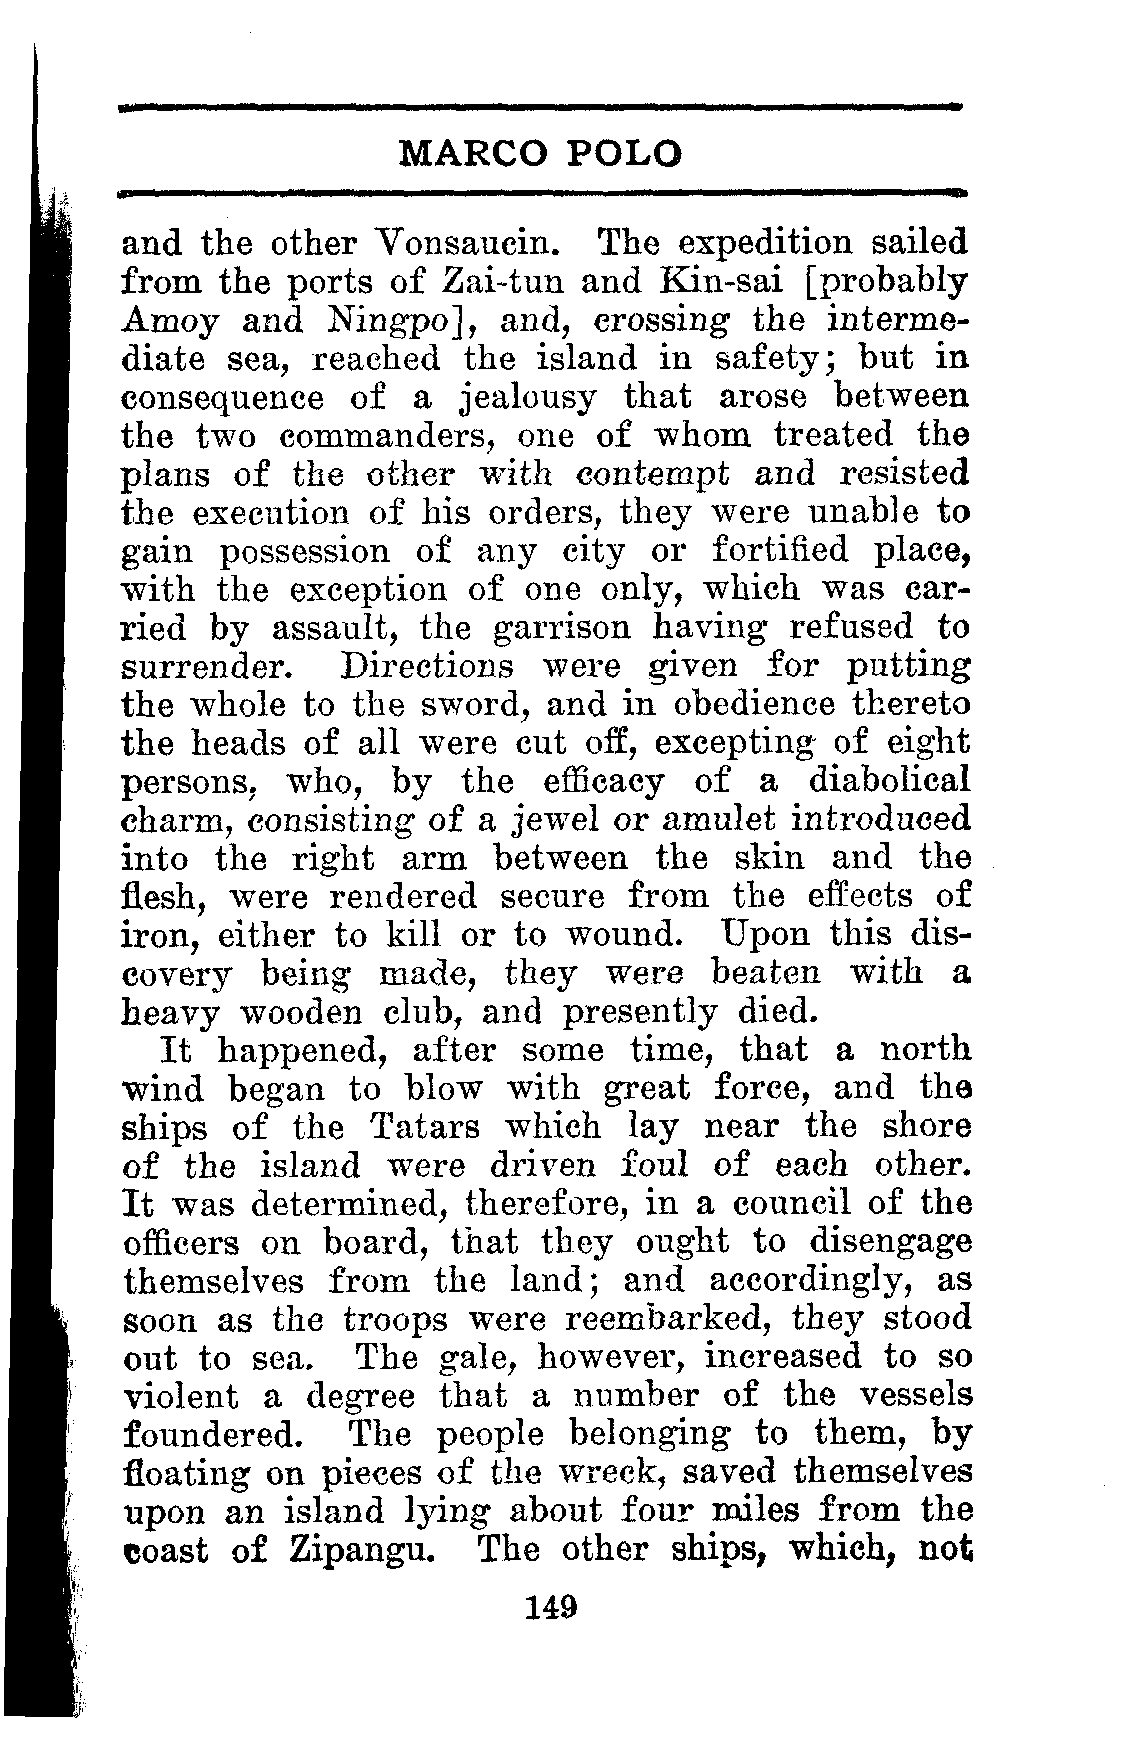 MARCO POLO
and the other Vonsaucin. The expedition sailed
from the ports of Zai-tun and Kin-sai [probably
Amoy and Ningpo], and, crossing the interme-
diate sea, reached the island in safety; but in
consequence of a jealousy that arose between
the two commanders, one of whom treated the
plans of the other with contempt and resisted
the execution of his orders, they were unable to
gain possession of any city or fortified place,
with the exception of one only, which was car-
ried by assault, the garrison having refused to
surrender. Directions were given for putting
the whole to the sword, and in obedience thereto
the heads of all were cut off, excepting of eight
persons, who, by the efficacy of a diabolical
charm, consisting of a jewel or amulet introduced
into the right arm between the skin and the
flesh, were rendered secure from the effects of
iron, either to kill or to wound. Upon this dis-
covery being made, they were beaten with a
heavy wooden club, and presently died.
It happened, after some time, that a north
wind began to blow with great force, and the
ships of the Tatars which lay near the shore
of the island were driven foul of each other.
It was determined, therefore, in a council of the
officers on board, that they ought to disengage
themselves from the land; and accordingly, as
soon as the troops were reembarked, they stood
out to sea. The gale, however, increased to so
violent a degree that a number of the vessels
foundered. The people belonging to them, by
floating on pieces of the wreck, saved themselves
upon an island lying about four miles from the
coast of Zipangu. The other ships, which, not
149